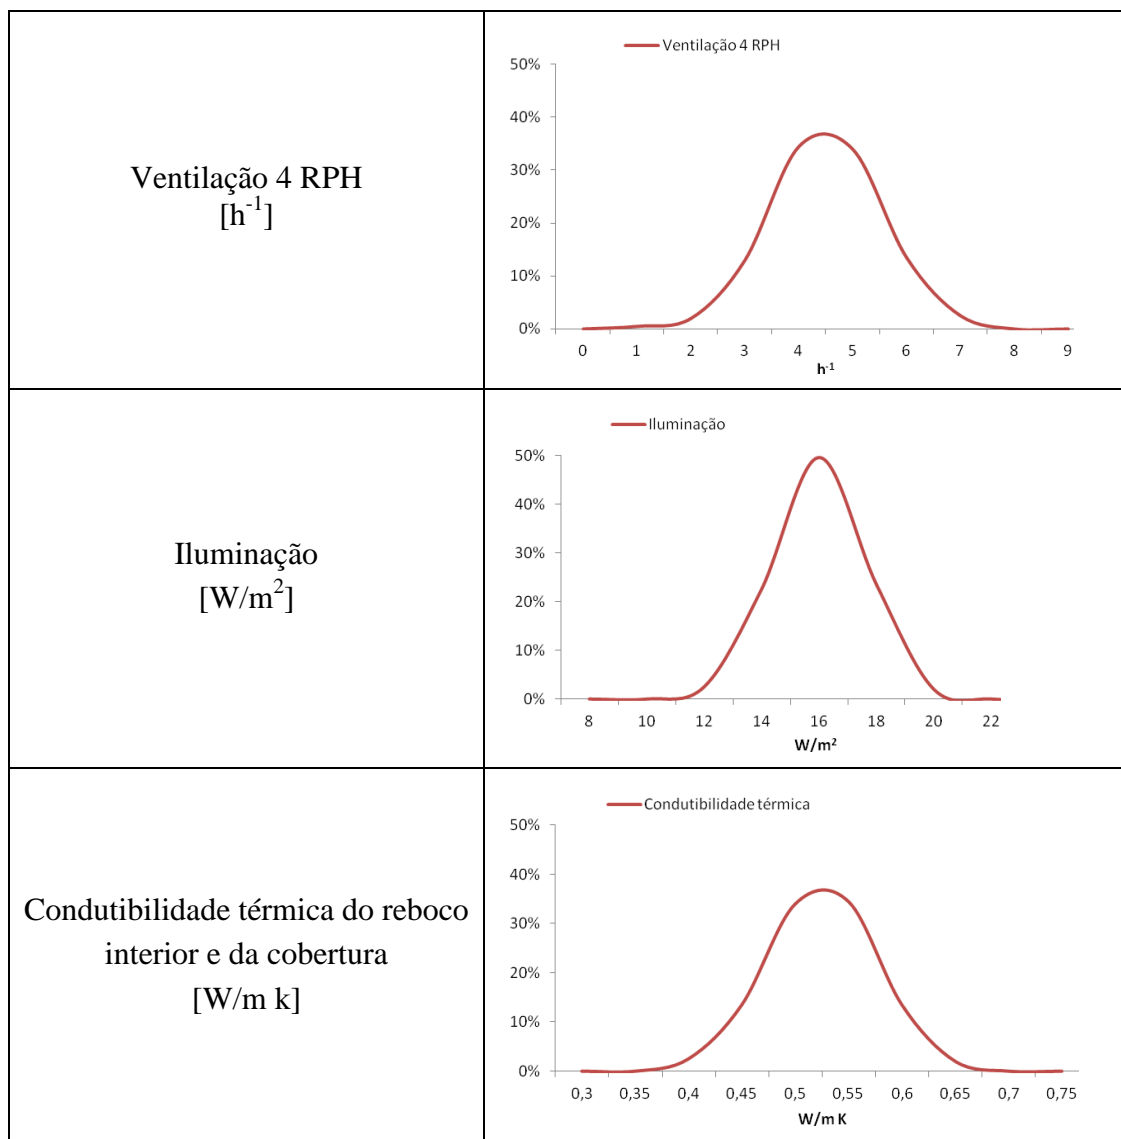 Ventilação 4 RPH
[h⁻¹]
Ventilação 4 RPH
50%
40%
30%
20%
10%
0%
0 1 2 3 4 5 6 7 8 9
h⁻¹
Iluminação
[W/m²]
Iluminação
50%
40%
30%
20%
10%
0%
8 10 12 14 16 18 20 22
W/m²
Condutibilidade térmica do reboco
interior e da cobertura
[W/m k]
Condutibilidade térmica
50%
40%
30%
20%
10%
0%
0,3 0,35 0,4 0,45 0,5 0,55 0,6 0,65 0,7 0,75
W/m K